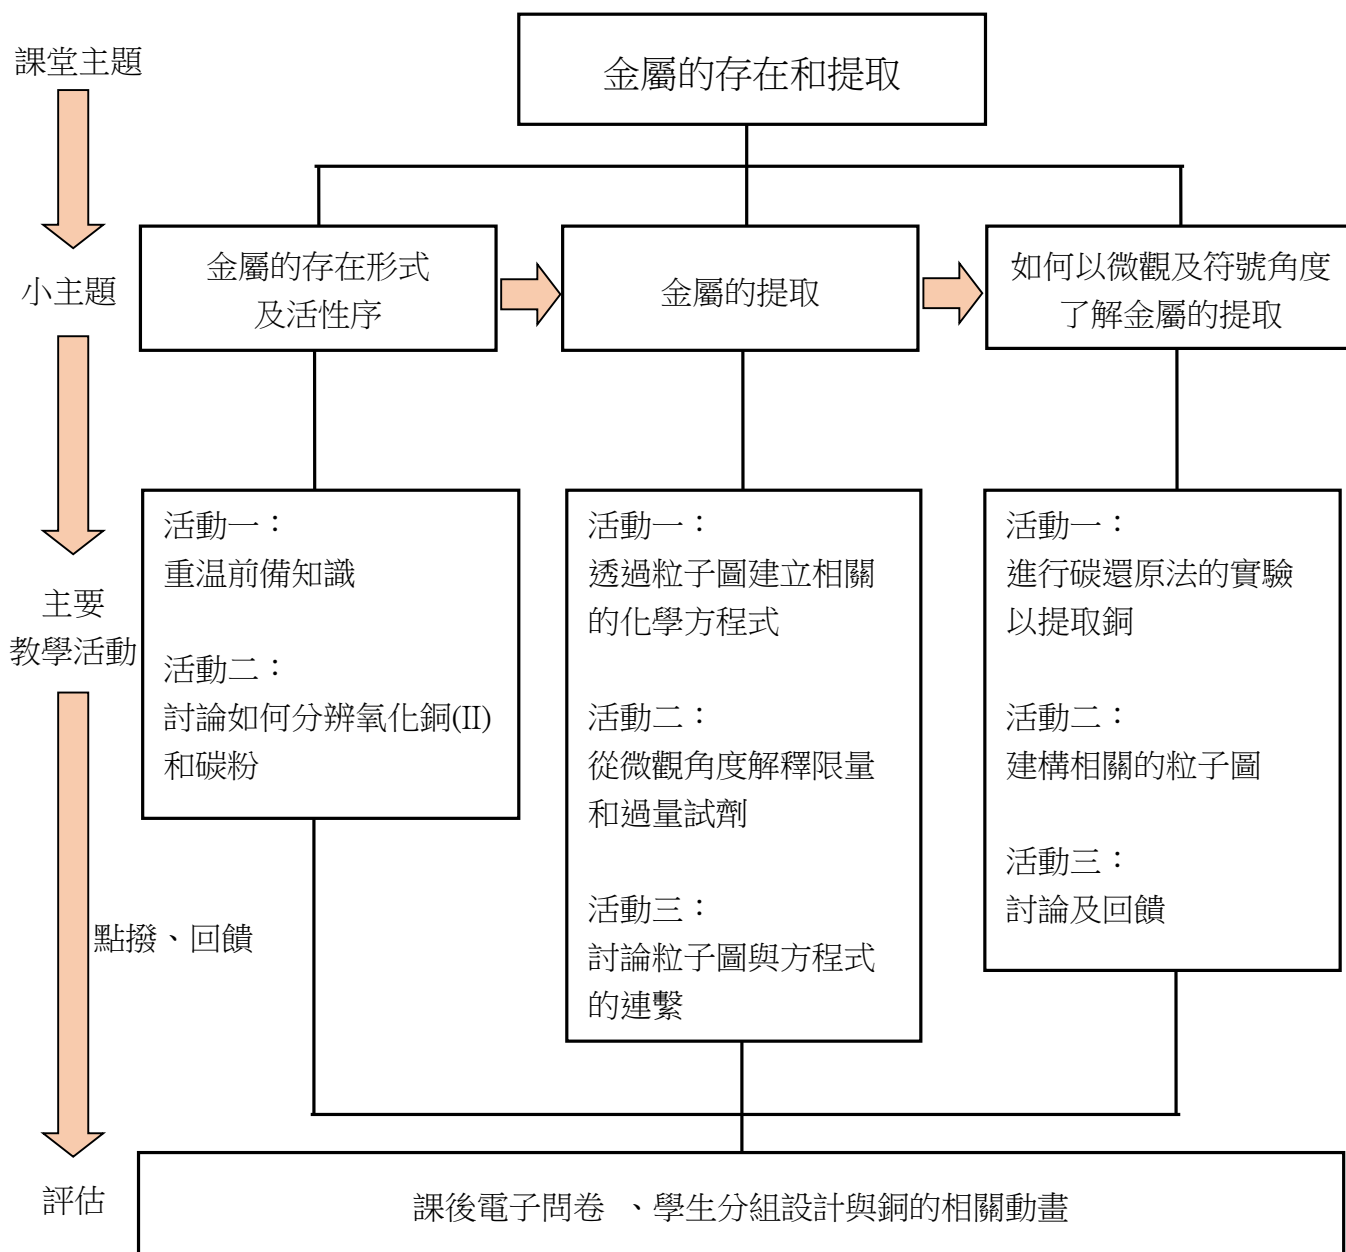 課堂主題
金屬的存在和提取
小主題
金屬的存在形式
及活性序
金屬的提取
如何以微觀及符號角度
了解金屬的提取
主要
教學活動
活動一：
重温前備知識
活動二：
討論如何分辨氧化銅(II)
和碳粉
活動一：
透過粒子圖建立相關
的化學方程式
活動二：
從微觀角度解釋限量
和過量試劑
活動三：
討論粒子圖與方程式
的連繫
活動一：
進行碳還原法的實驗
以提取銅
活動二：
建構相關的粒子圖
活動三：
討論及回饋
點撥、回饋
評估
課後電子問卷 、學生分組設計與銅的相關動畫